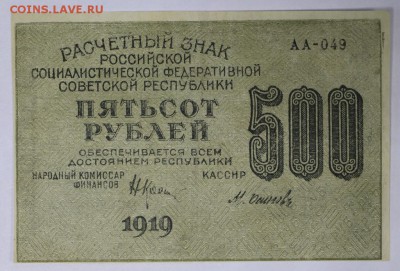 COINS.LAVE.RU
РАСЧЕТНЫЙ ЗНАК
РОССИЙСКОЙ
АА-049
СОЦИАЛИСТИЧЕСКОЙ ФЕДЕРАТИВНОЙ
СОВЕТСКОЙ РЕСПУБЛИКИ
ПЯТЬСОТ
РУБЛЕЙ
500
ОБЕСПЕЧИВАЕТСЯ ВСЕМ
ДОСТОЯНИЕМ РЕСПУБЛИКИ
НАРОДНЫЙ КОМИССАР
ФИНАНСОВ
КАССИР
1919